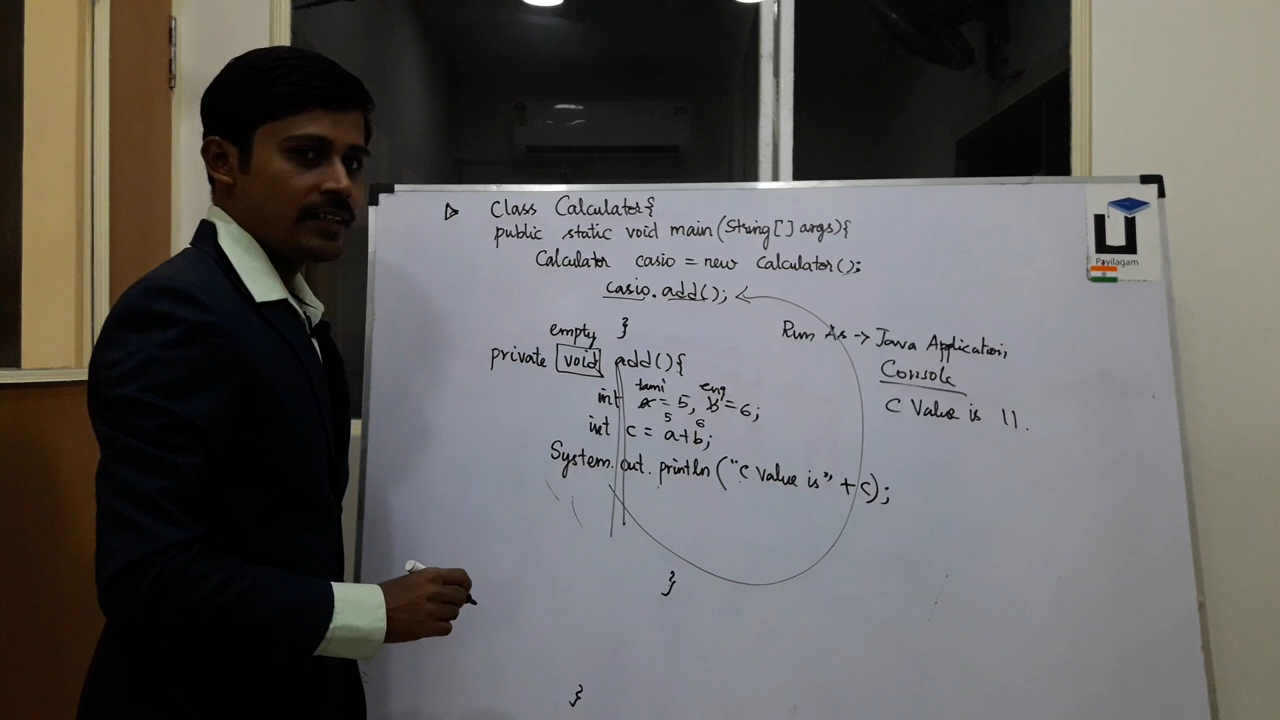 Class Calculator{
public static void main(String[] args){
Calculator casio = new Calculator();
casio.add();
}
empty
private void add(){
tami eng
int a = 5, b = 6;
5 6
int c = a+b;
System.out.println("C Value is" + c);
}
}
Run As -> Java Application
Console
C Value is 11.
U
Payilagam